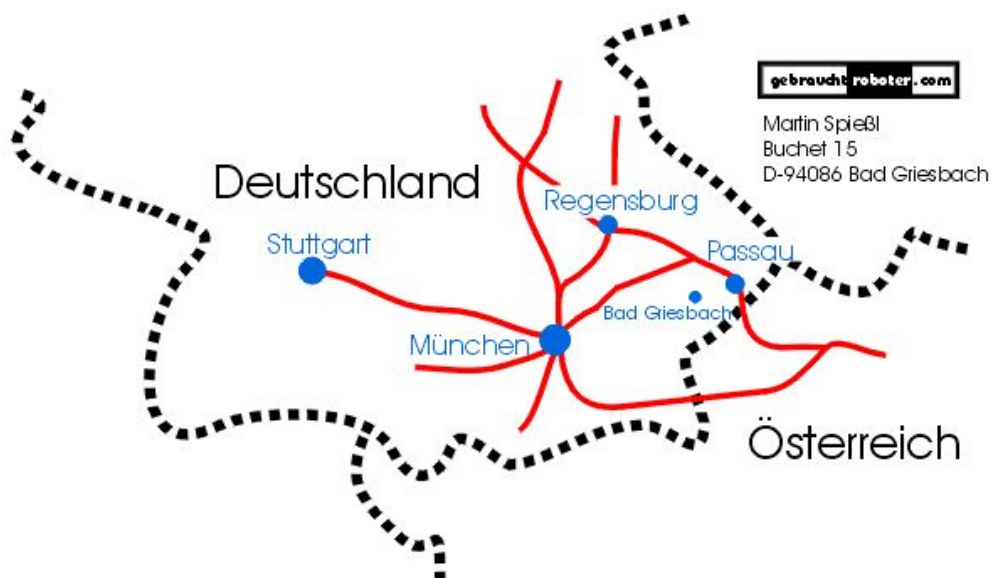 gebrauchtroboter.com
Martin Spießl
Buchet 15
D-94086 Bad Griesbach
Deutschland
Regensburg
Stuttgart
Passau
Bad Griesbach
München
Österreich